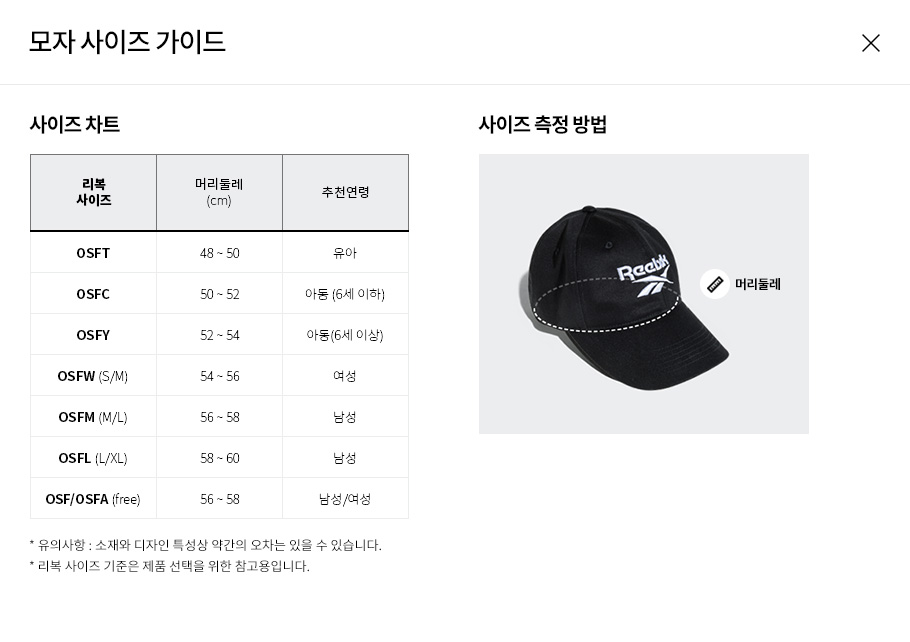 모자 사이즈 가이드
사이즈 차트
리복
사이즈
머리둘레
(cm)
추천연령
OSFT 48 ~ 50 유아
OSFC 50 ~ 52 아동 (6세 이하)
OSFY 52 ~ 54 아동(6세 이상)
OSFW (S/M) 54 ~ 56 여성
OSFM (M/L) 56 ~ 58 남성
OSFL (L/XL) 58 ~ 60 남성
OSF/OSFA (free) 56 ~ 58 남성/여성
* 유의사항 : 소재와 디자인 특성상 약간의 오차는 있을 수 있습니다.
* 리복 사이즈 기준은 제품 선택을 위한 참고용입니다.
사이즈 측정 방법
Reebok
머리둘레